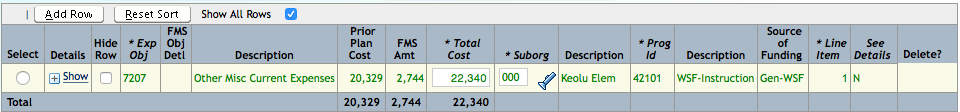 | Add Row Reset Sort Show All Rows
Select Details Hide Row * Exp Obj FMS Obj Detl Description Prior Plan Cost FMS Amt * Total Cost * Suborg Description * Prog Id Description Source of Funding * Line Item See Details Delete?
Show 7207 Other Misc Current Expenses 20,329 2,744 22,340 000 Keolu Elem 42101 WSF-Instruction Gen-WSF 1 N
Total 20,329 2,744 22,340